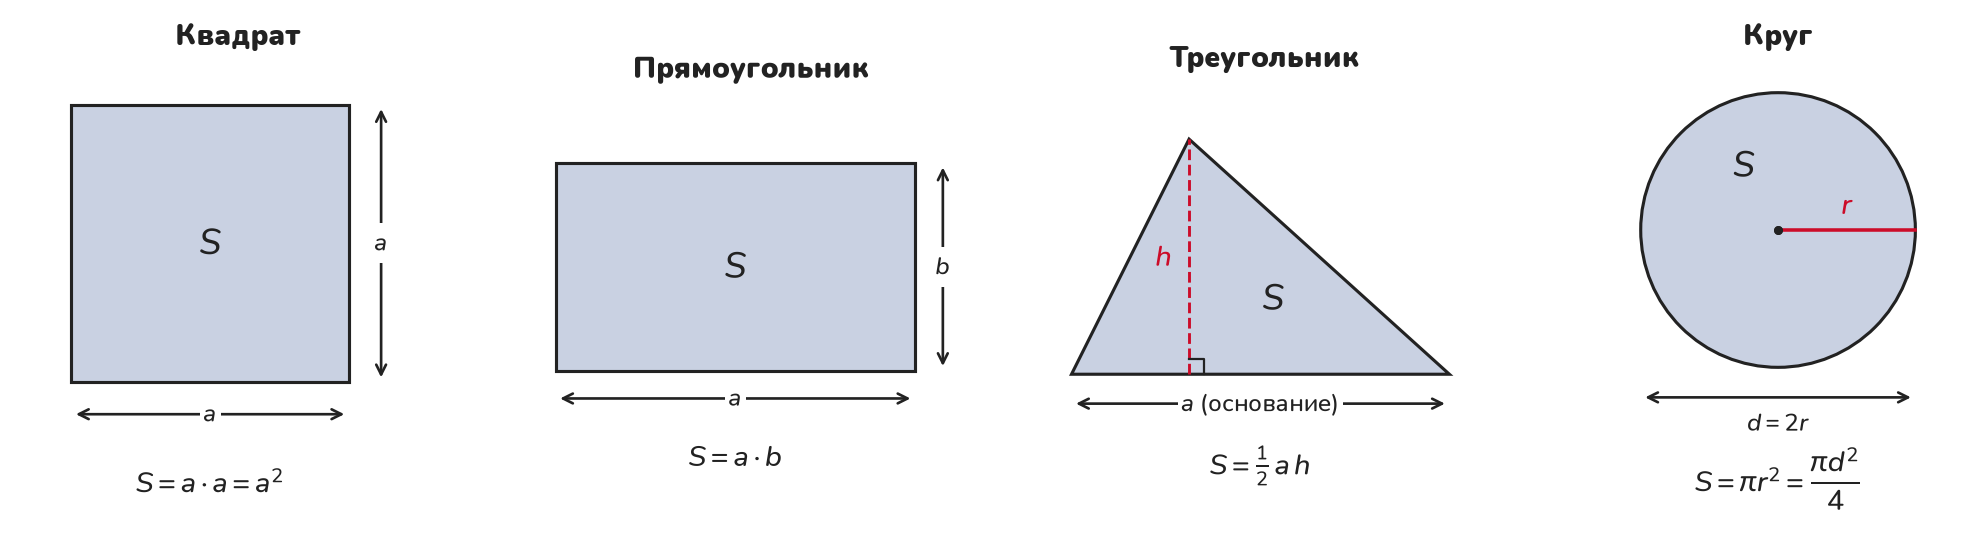 Квадрат
S
a
a
S = a · a = a²
Прямоугольник
S
b
a
S = a · b
Треугольник
h
S
a (основание)
S = 1/2 a h
Круг
S
r
d = 2r
S = πr² = πd²/4